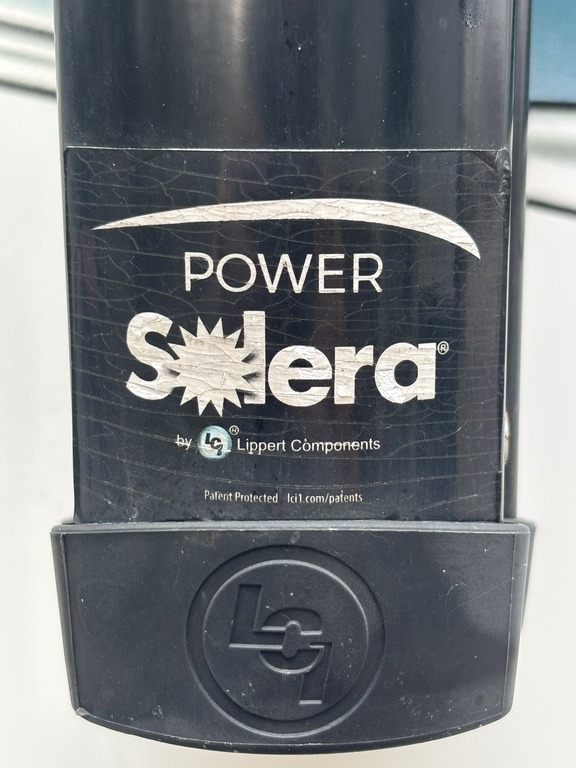 POWER
Solera®
by LCI® Lippert Components
Patent Protected lci1.com/patents
LCI